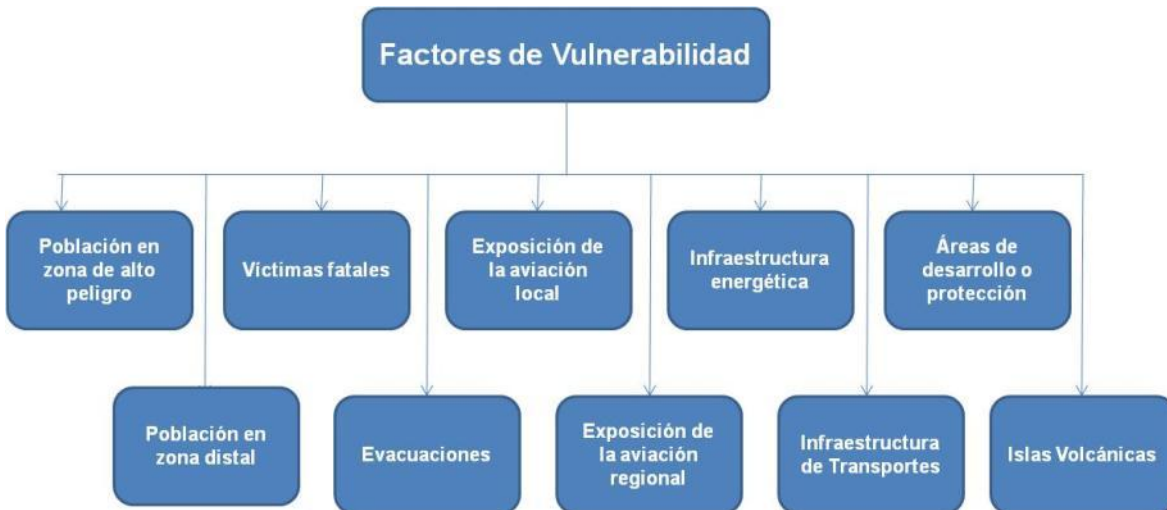 Factores de Vulnerabilidad
Población en
zona de alto
peligro
Víctimas fatales
Exposición de
la aviación
local
Infraestructura
energética
Áreas de
desarrollo o
protección
Población en
zona distal
Evacuaciones
Exposición de
la aviación
regional
Infraestructura
de Transportes
Islas Volcánicas